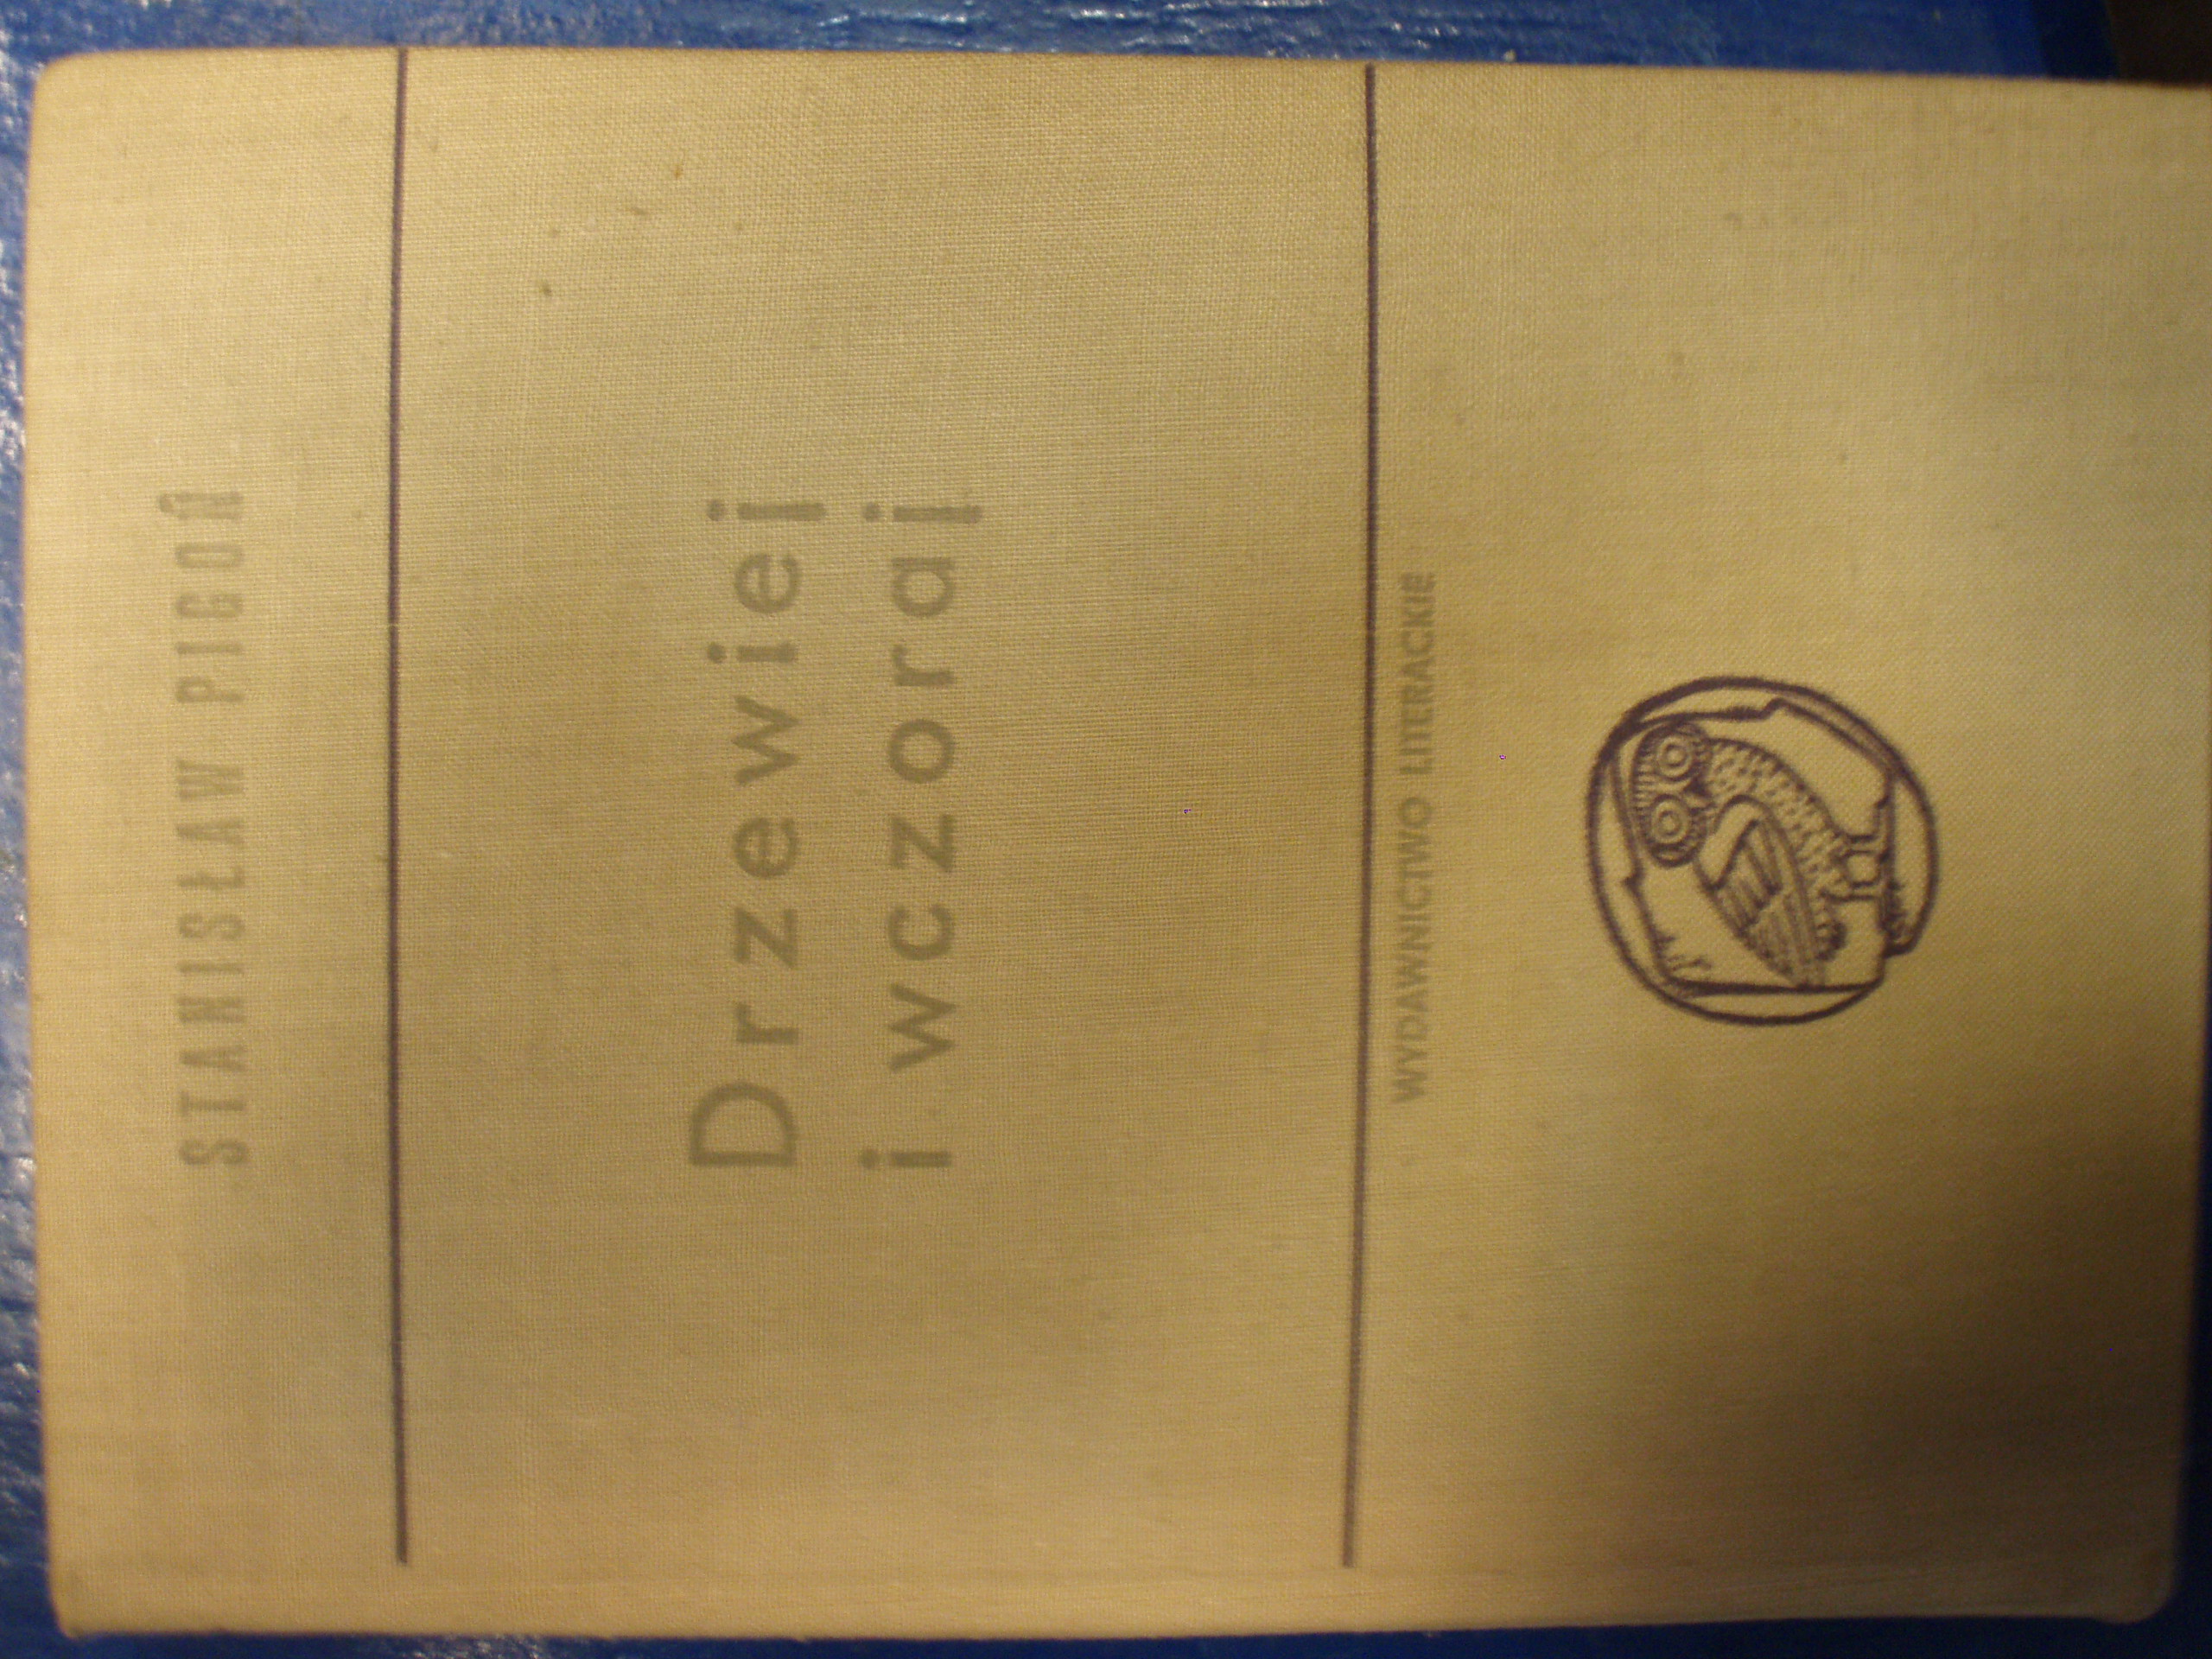 STANISŁAW PIGOŃ
Drzewiej
i wczoraj
WYDAWNICTWO LITERACKIE